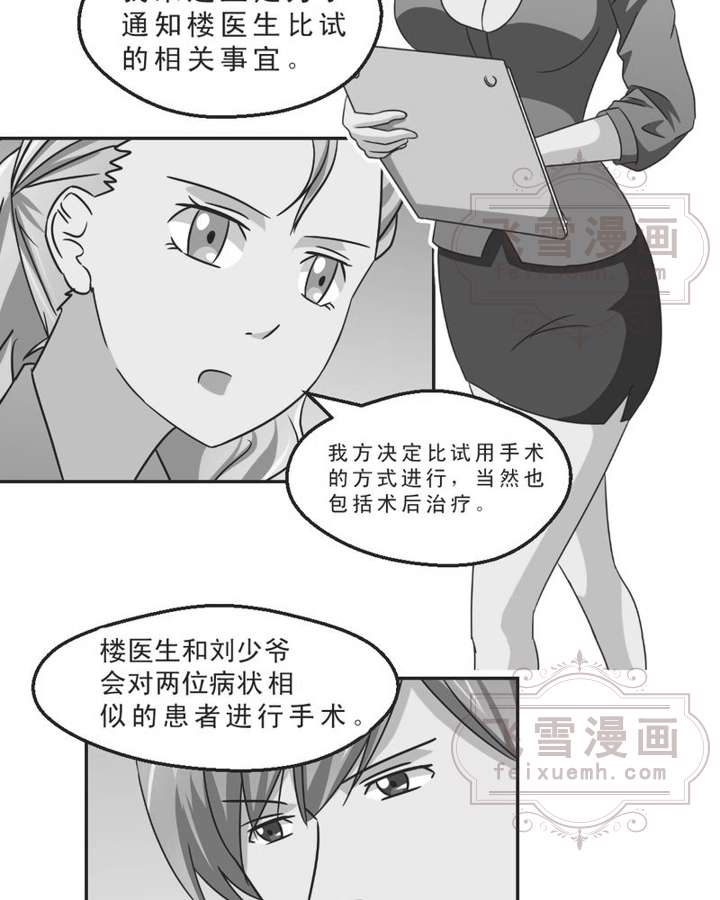 通知楼医生比试
的相关事宜。
飞雪漫画
feixuemh.com
我方决定比试用手术
的方式进行，当然也
包括术后治疗。
楼医生和刘少爷
会对两位病状相
似的患者进行手术。
飞雪漫画
feixuemh.com